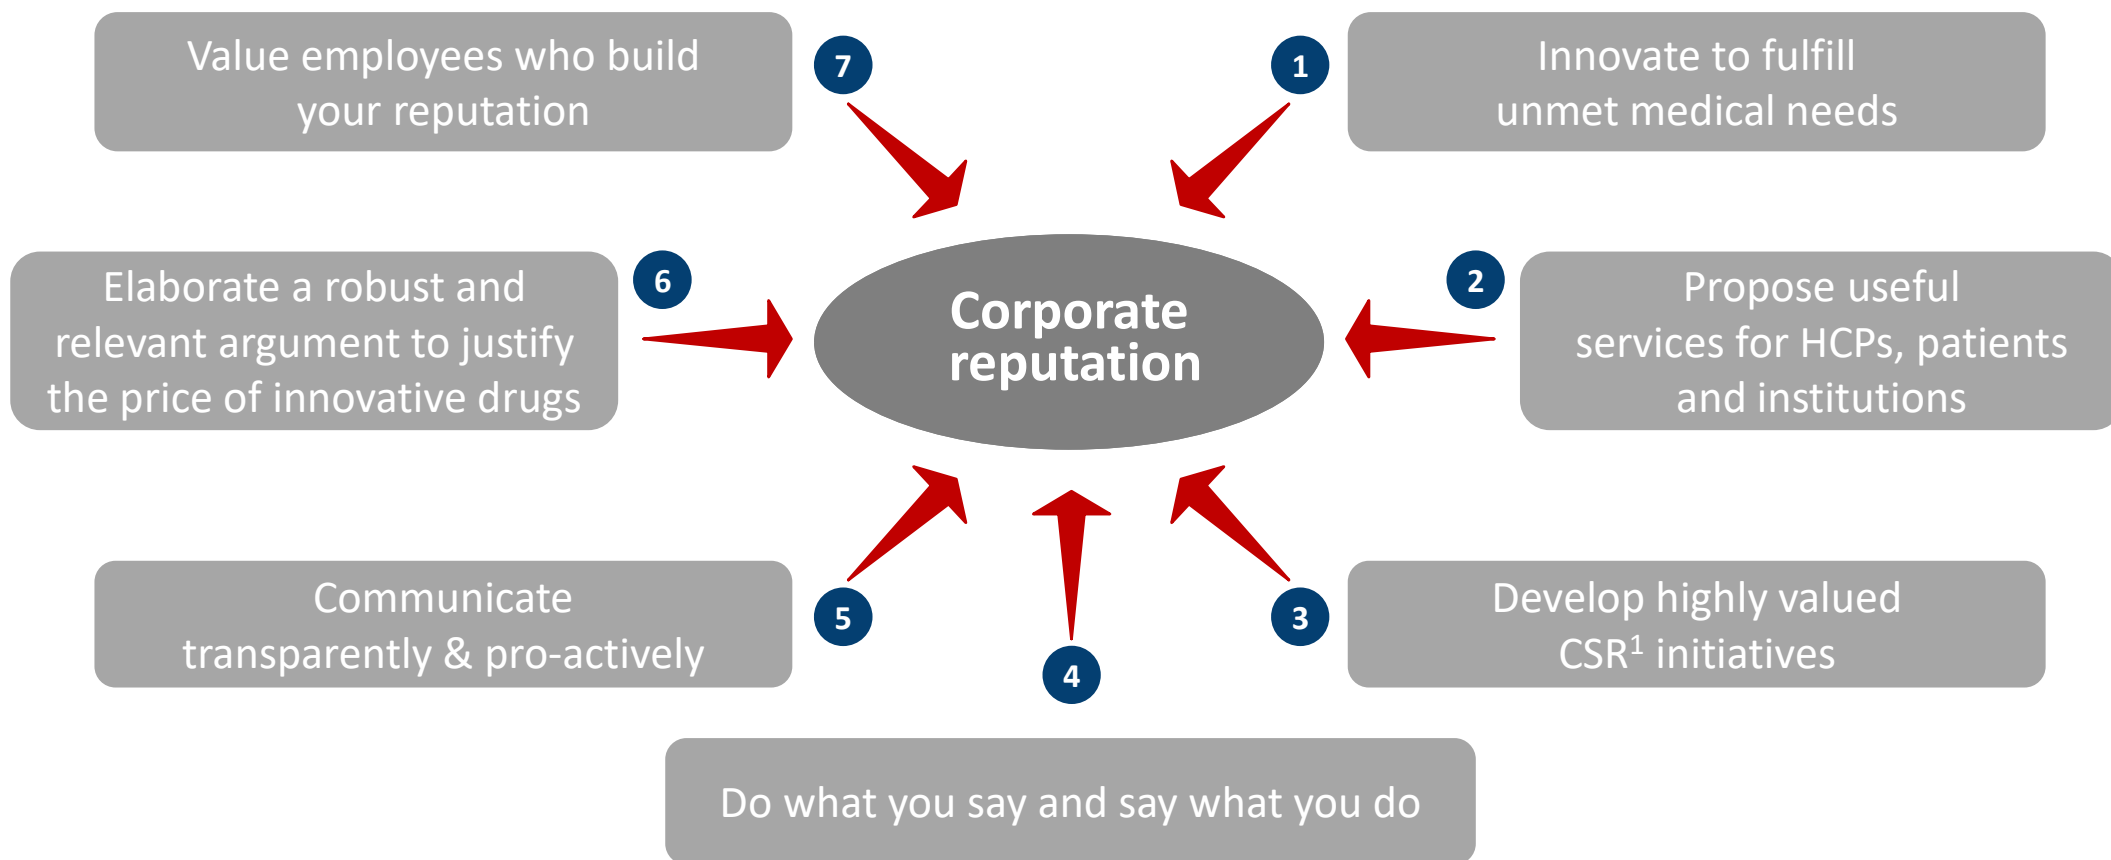 Value employees who build
your reputation
7
1
Innovate to fulfill
unmet medical needs
Elaborate a robust and
relevant argument to justify
the price of innovative drugs
6
Corporate
reputation
2
Propose useful
services for HCPs, patients
and institutions
Communicate
transparently & pro-actively
5
4
3
Develop highly valued
CSR¹ initiatives
Do what you say and say what you do